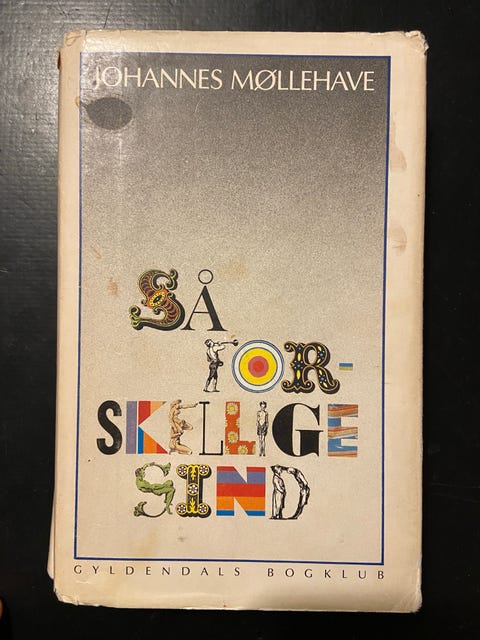 JOHANNES MØLLEHAVE
SÅ
FOR-
SKELLIGE
SIND
GYLDENDALS BOGKLUB